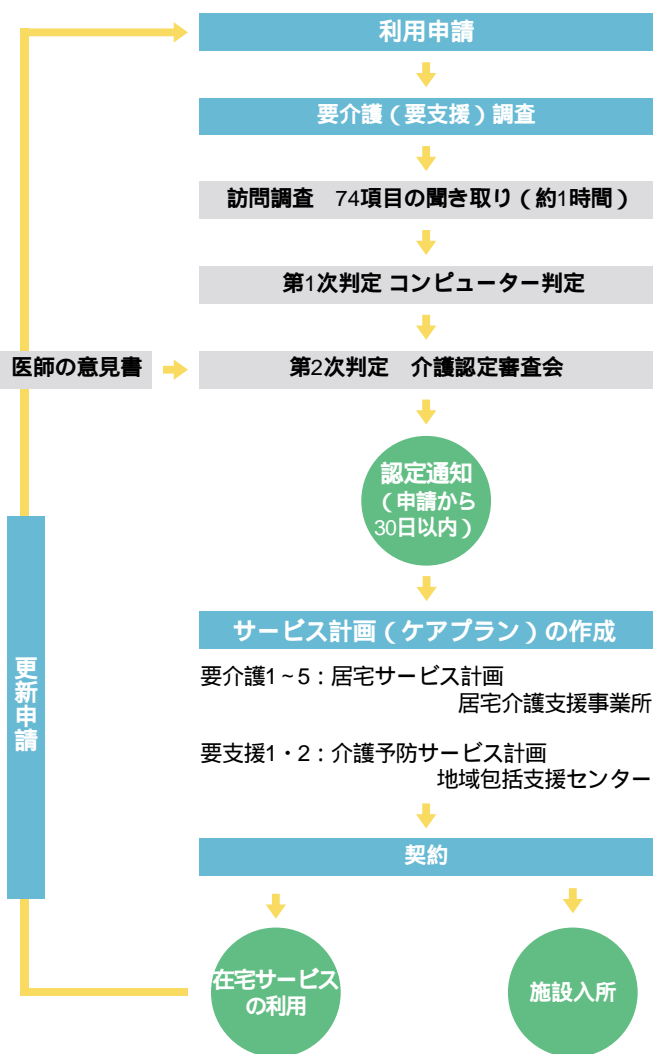 利用申請
要介護(要支援)調査
訪問調査　74項目の聞き取り(約1時間)
第1次判定 コンピューター判定
医師の意見書
第2次判定　介護認定審査会
認定通知
(申請から
30日以内)
サービス計画(ケアプラン)の作成
要介護1~5:居宅サービス計画
居宅介護支援事業所
要支援1・2:介護予防サービス計画
地域包括支援センター
更新申請
契約
在宅サービス
の利用
施設入所